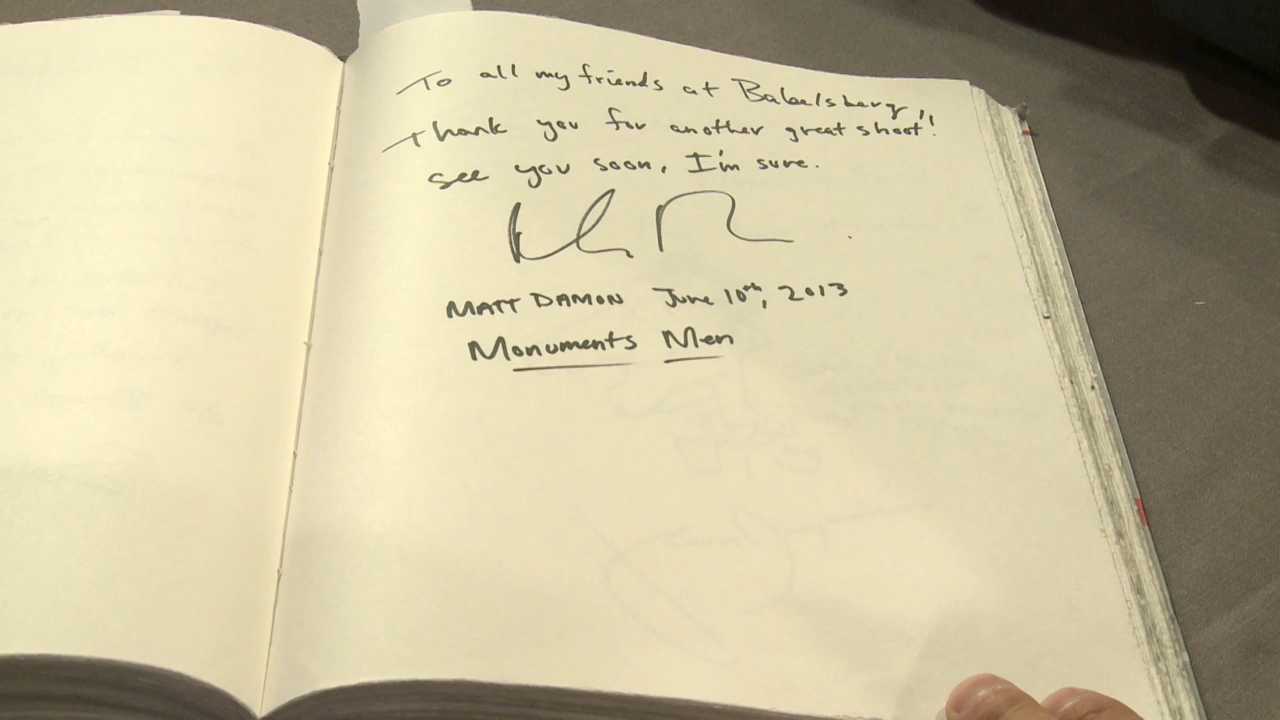 To all my friends at Babelsberg,
Thank you for another great shoot!!
see you soon, I'm sure.
MATT DAMON June 10th, 2013
Monuments Men